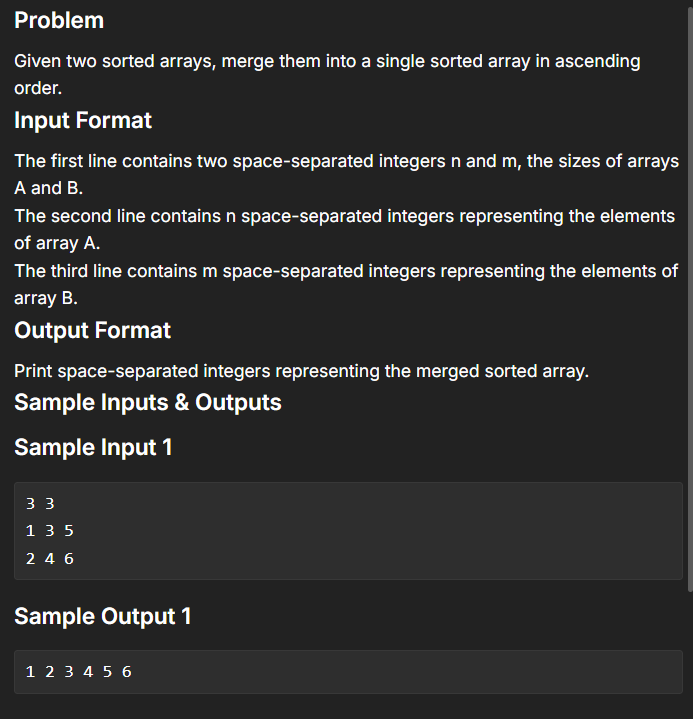 Problem
Given two sorted arrays, merge them into a single sorted array in ascending
order.
Input Format
The first line contains two space-separated integers n and m, the sizes of arrays
A and B.
The second line contains n space-separated integers representing the elements
of array A.
The third line contains m space-separated integers representing the elements of
array B.
Output Format
Print space-separated integers representing the merged sorted array.
Sample Inputs & Outputs
Sample Input 1
3 3
1 3 5
2 4 6
Sample Output 1
1 2 3 4 5 6